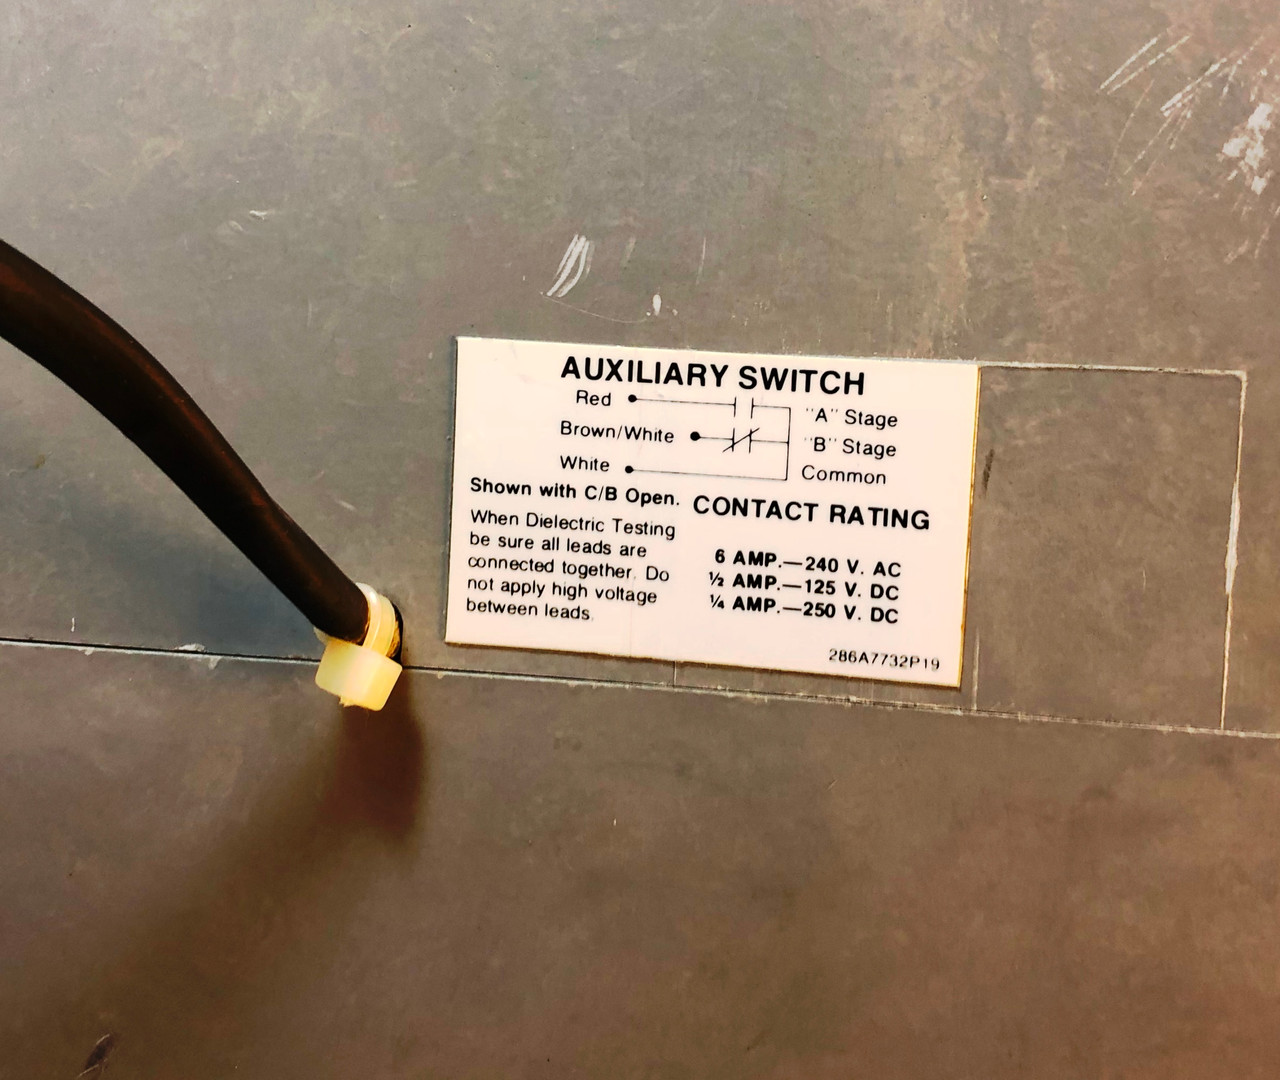 AUXILIARY SWITCH
Red "A" Stage
Brown/White "B" Stage
White Common
Shown with C/B Open.
When Dielectric Testing
be sure all leads are
connected together. Do
not apply high voltage
between leads.
CONTACT RATING
6 AMP.—240 V. AC
½ AMP.—125 V. DC
¼ AMP.—250 V. DC
286A7732P19